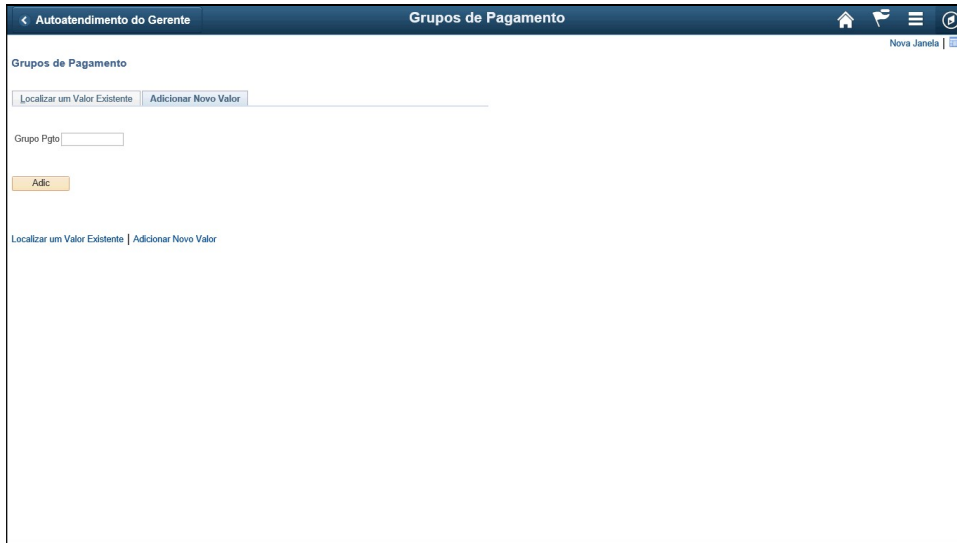 Autoatendimento do Gerente Grupos de Pagamento
Nova Janela |
Grupos de Pagamento
Localizar um Valor Existente Adicionar Novo Valor
Grupo Pgto
Adic
Localizar um Valor Existente | Adicionar Novo Valor